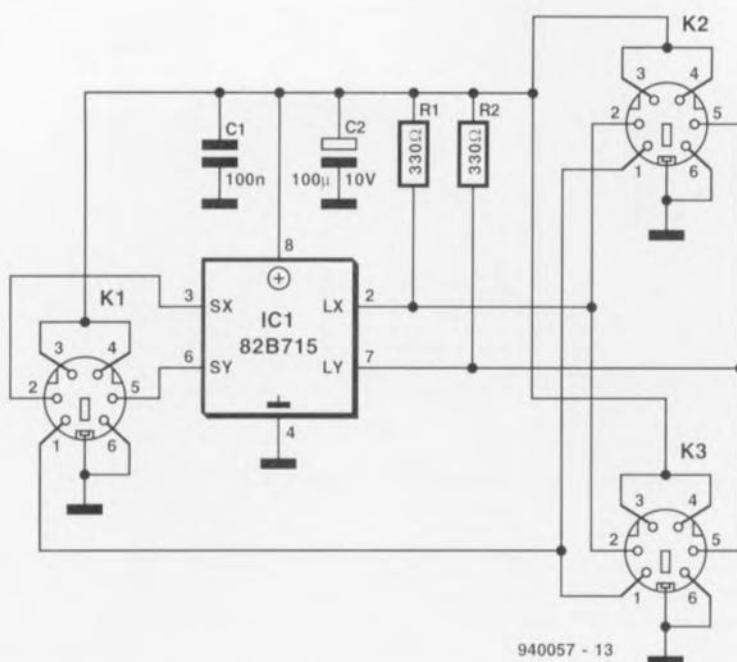 K2
3 4
2 5
1 6
C1
100n
C2
100µ 10V
R1
330Ω
R2
330Ω
8
3 SX LX 2
IC1
82B715
6 SY LY 7
4
K1
3 4
2 5
1 6
K3
3 4
2 5
1 6
940057 - 13